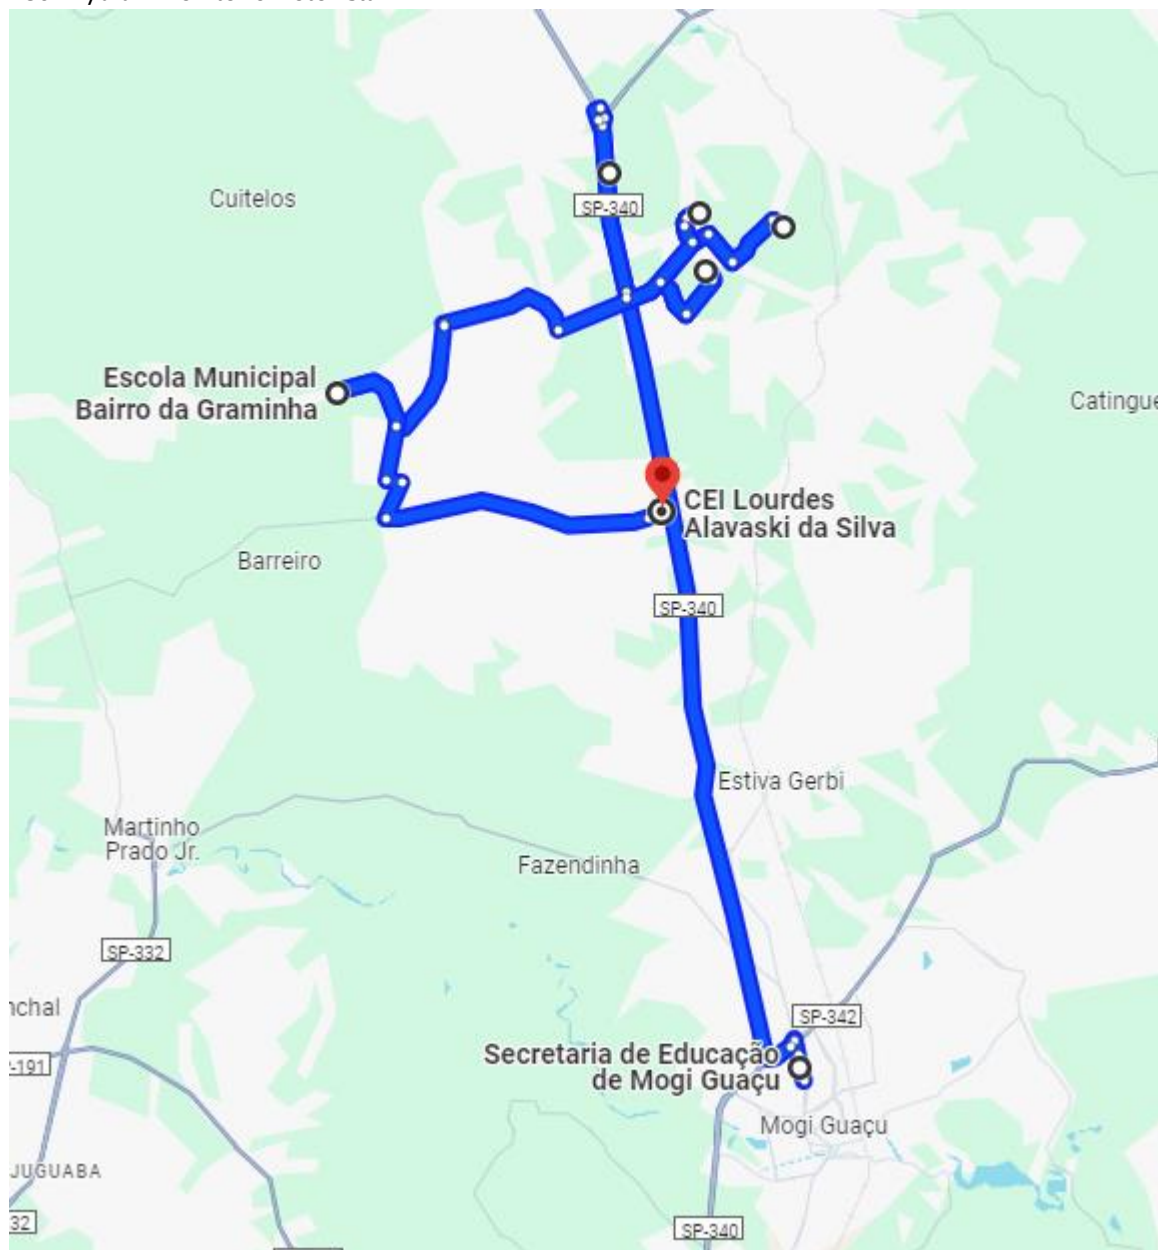 Cuitelos
SP-340
Escola Municipal
Bairro da Graminha
Catingue
CEI Lourdes
Alavaski da Silva
Barreiro
SP-340
Estiva Gerbi
Martinho
Prado Jr.
Fazendinha
SP-332
nchal
SP-342
-191
Secretaria de Educação
de Mogi Guaçu
Mogi Guaçu
JUGUABA
32
SP-340